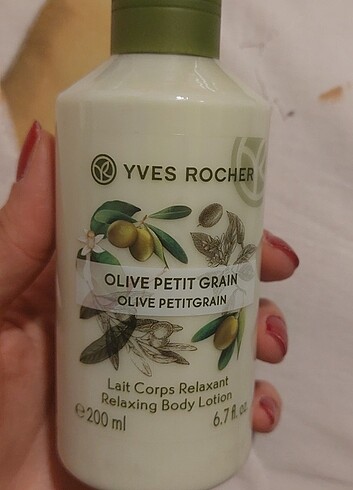 YVES ROCHER
OLIVE PETIT GRAIN
OLIVE PETITGRAIN
Lait Corps Relaxant
Relaxing Body Lotion
℮200 ml 6.7 fl. oz.